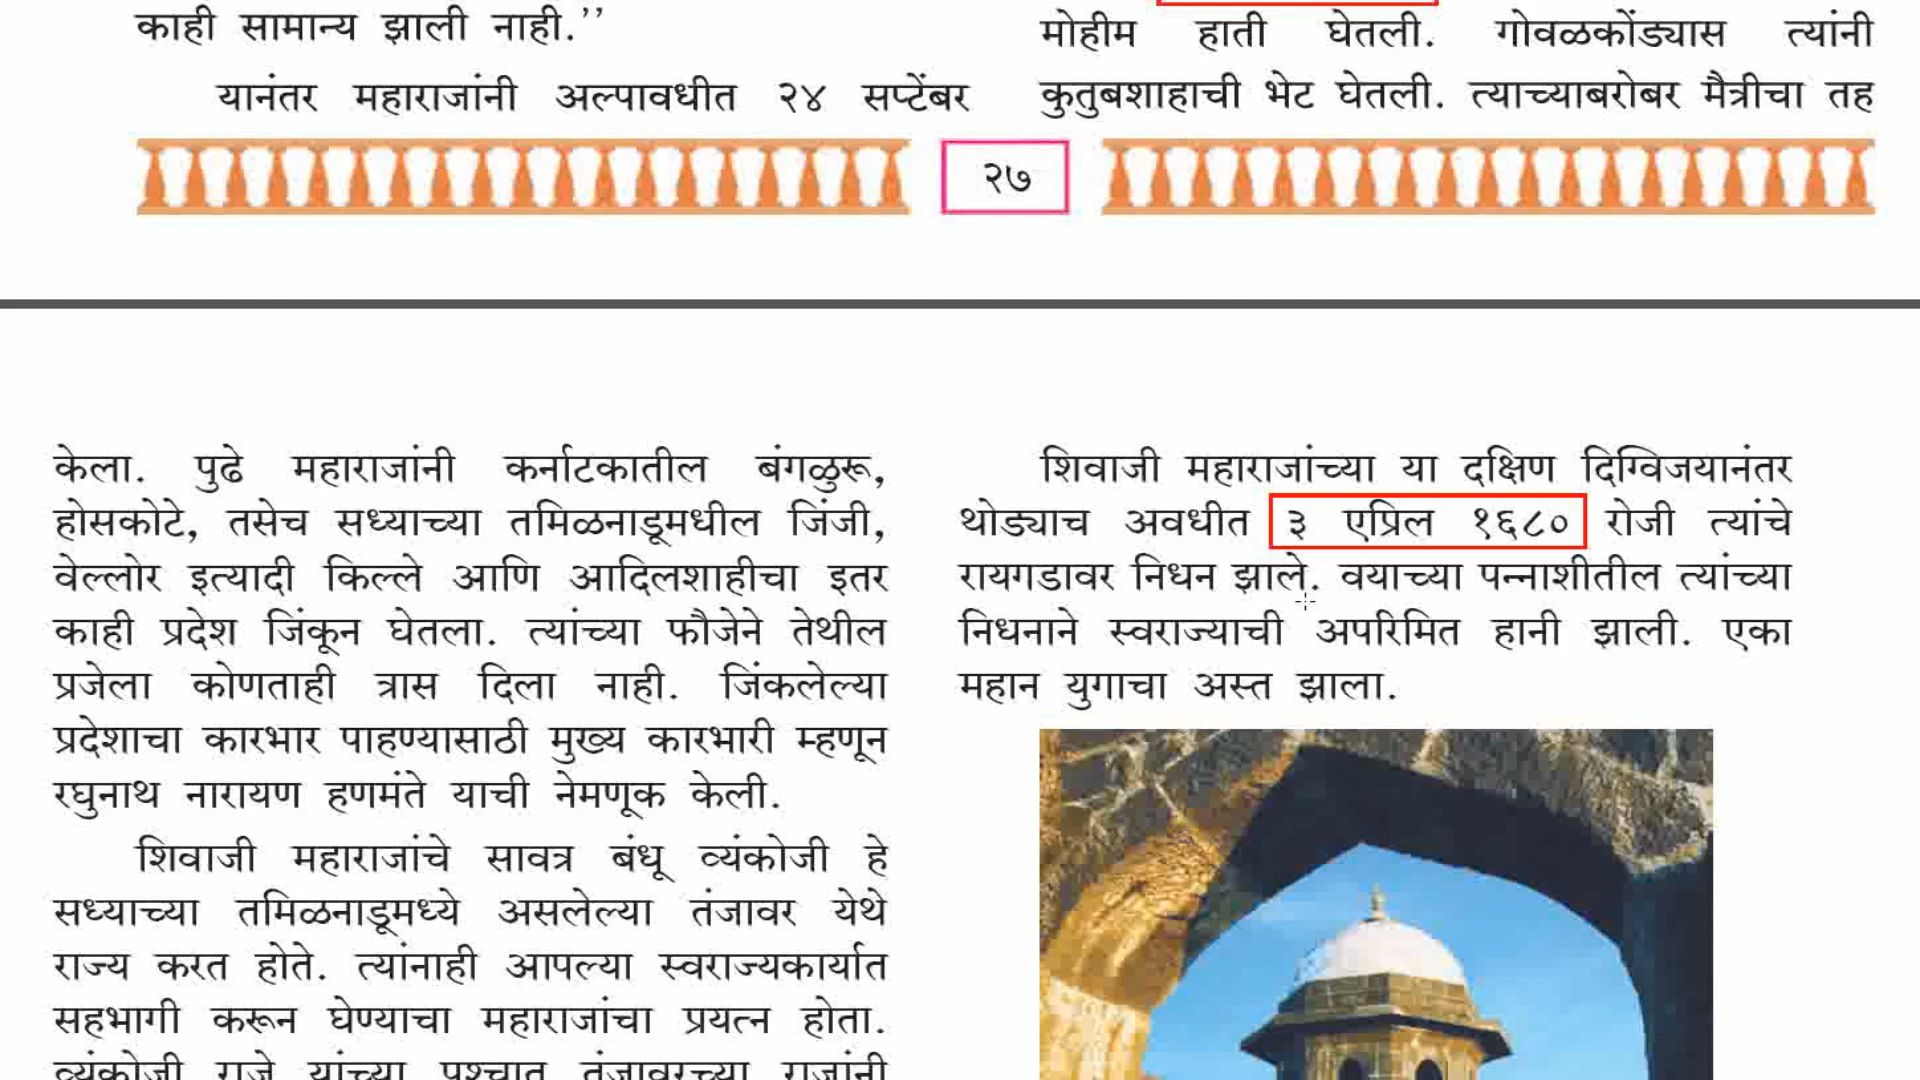 काही सामान्य झाली नाही.’’
यानंतर महाराजांनी अल्पावधीत २४ सप्टेंबर
मोहीम हाती घेतली. गोवळकोंड्यास त्यांनी
कुतुबशाहाची भेट घेतली. त्याच्याबरोबर मैत्रीचा तह
२७
केला. पुढे महाराजांनी कर्नाटकातील बंगळुरू,
होसकोटे, तसेच सध्याच्या तमिळनाडूमधील जिंजी,
वेल्लोर इत्यादी किल्ले आणि आदिलशाहीचा इतर
काही प्रदेश जिंकून घेतला. त्यांच्या फौजेने तेथील
प्रजेला कोणताही त्रास दिला नाही. जिंकलेल्या
प्रदेशाचा कारभार पाहण्यासाठी मुख्य कारभारी म्हणून
रघुनाथ नारायण हणमंते याची नेमणूक केली.
शिवाजी महाराजांचे सावत्र बंधू व्यंकोजी हे
सध्याच्या तमिळनाडूमध्ये असलेल्या तंजावर येथे
राज्य करत होते. त्यांनाही आपल्या स्वराज्यकार्यात
सहभागी करून घेण्याचा महाराजांचा प्रयत्न होता.
व्यंकोजी राजे यांच्या पश्चात तंजावरच्या राजांनी
शिवाजी महाराजांच्या या दक्षिण दिग्विजयानंतर
थोड्याच अवधीत ३ एप्रिल १६८० रोजी त्यांचे
रायगडावर निधन झाले. वयाच्या पन्नाशीतील त्यांच्या
निधनाने स्वराज्याची अपरिमित हानी झाली. एका
महान युगाचा अस्त झाला.